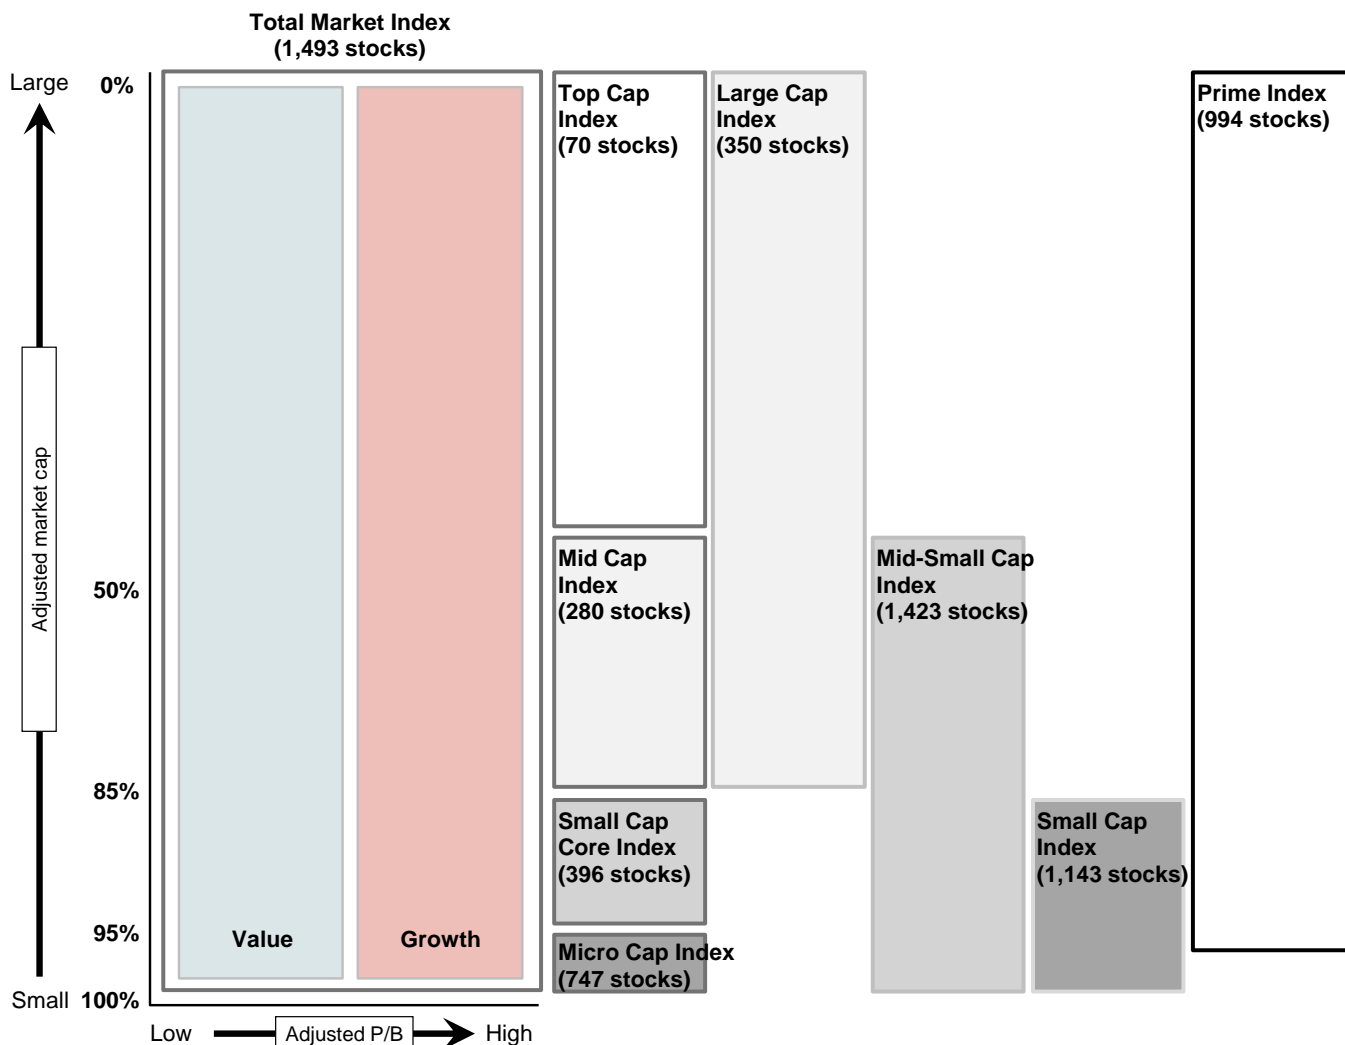 Total Market Index
(1,493 stocks)
Large
0%
50%
85%
95%
100%
Small
Adjusted market cap
Value
Growth
Low
Adjusted P/B
High
Top Cap
Index
(70 stocks)
Large Cap
Index
(350 stocks)
Prime Index
(994 stocks)
Mid Cap
Index
(280 stocks)
Mid-Small Cap
Index
(1,423 stocks)
Small Cap
Core Index
(396 stocks)
Small Cap
Index
(1,143 stocks)
Micro Cap Index
(747 stocks)